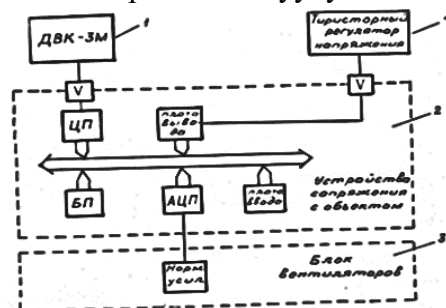 ДВК-3М
1
Тиристорный
регулятор
напряжения
V
V
2
ЦП
плата
вывода
БП
АЦП
плата
ввода
Устройство
сопряжения
с объектом
3
Норм.
усил.
Блок
вентиляторов